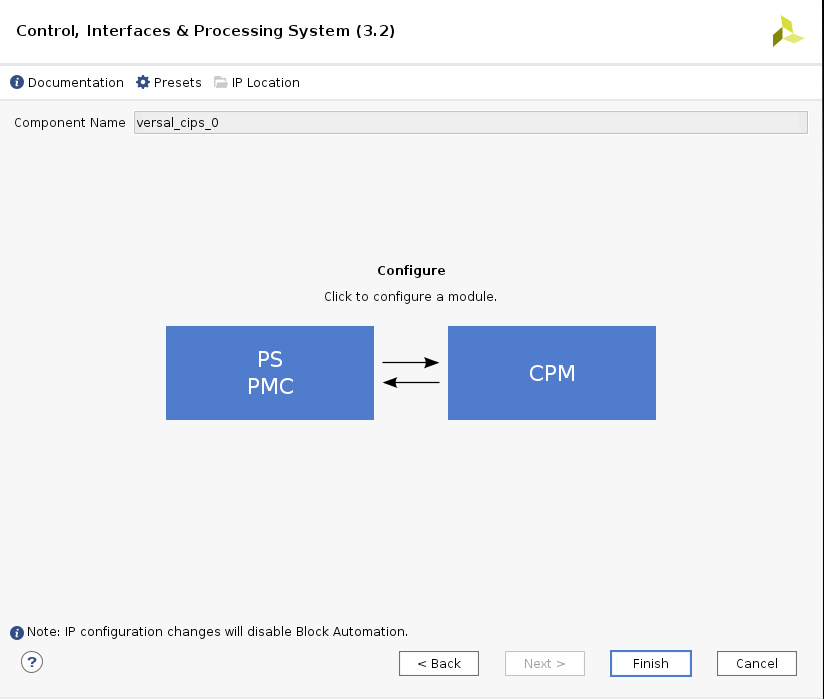 Control, Interfaces & Processing System (3.2)
Documentation Presets IP Location
Component Name versal_cips_0
Configure
Click to configure a module.
PS
PMC
CPM
Note: IP configuration changes will disable Block Automation.
? < Back Next > Finish Cancel